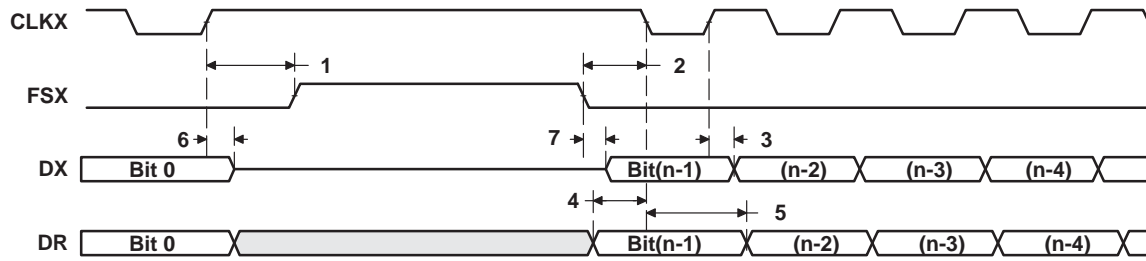 CLKX
1
2
FSX
6
7
3
DX
Bit 0
Bit(n-1)
(n-2)
(n-3)
(n-4)
4
5
DR
Bit 0
Bit(n-1)
(n-2)
(n-3)
(n-4)